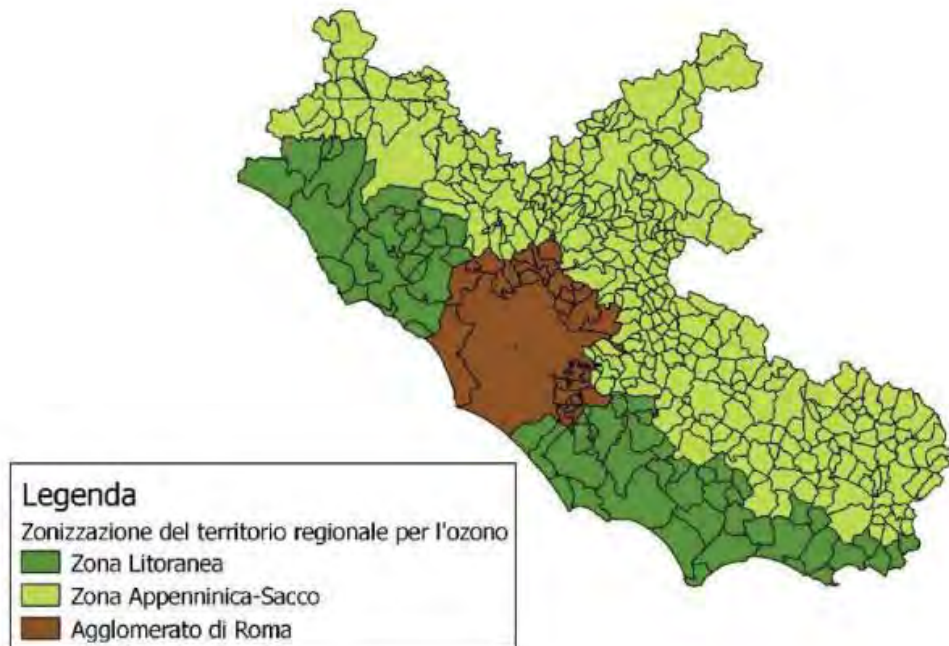 Legenda
Zonizzazione del territorio regionale per l'ozono
Zona Litoranea
Zona Appenninica-Sacco
Agglomerato di Roma